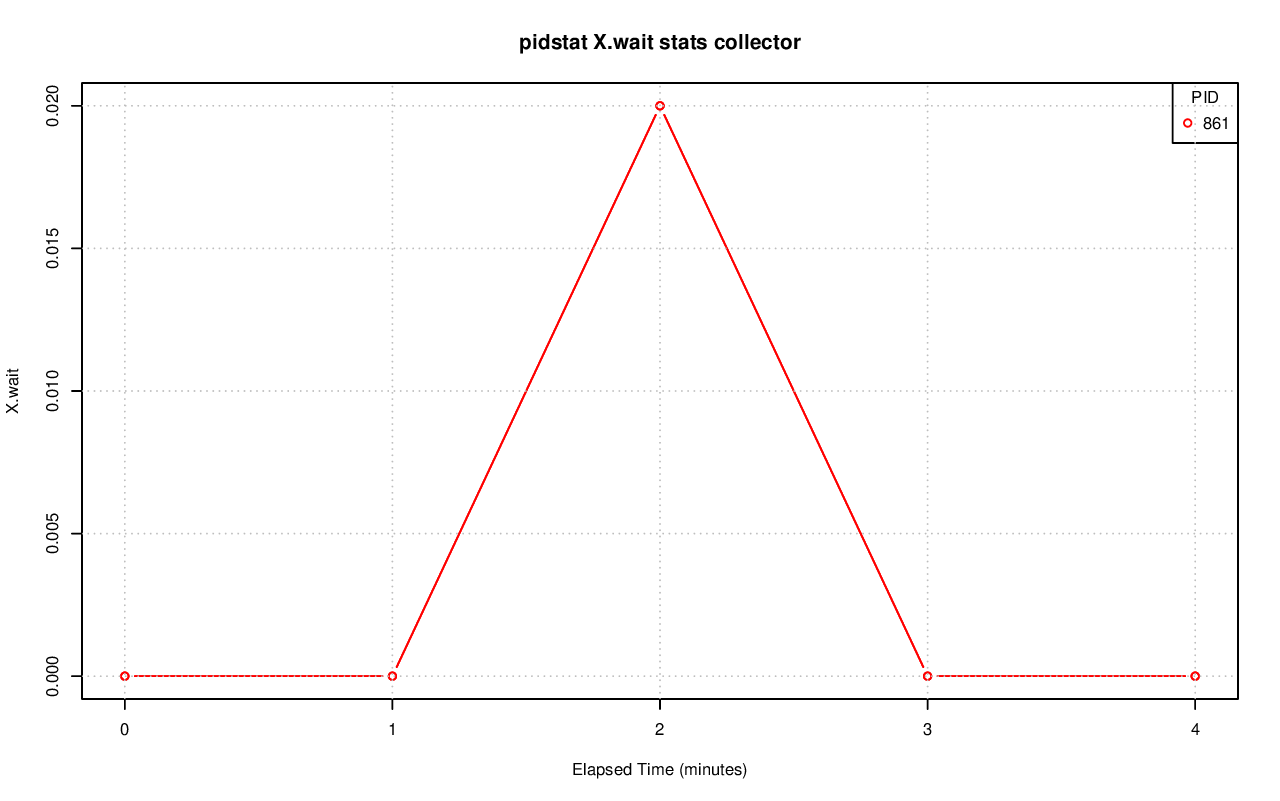 pidstat X.wait stats collector
PID
861
X.wait
0.020
0.015
0.010
0.005
0.000
0 1 2 3 4
Elapsed Time (minutes)